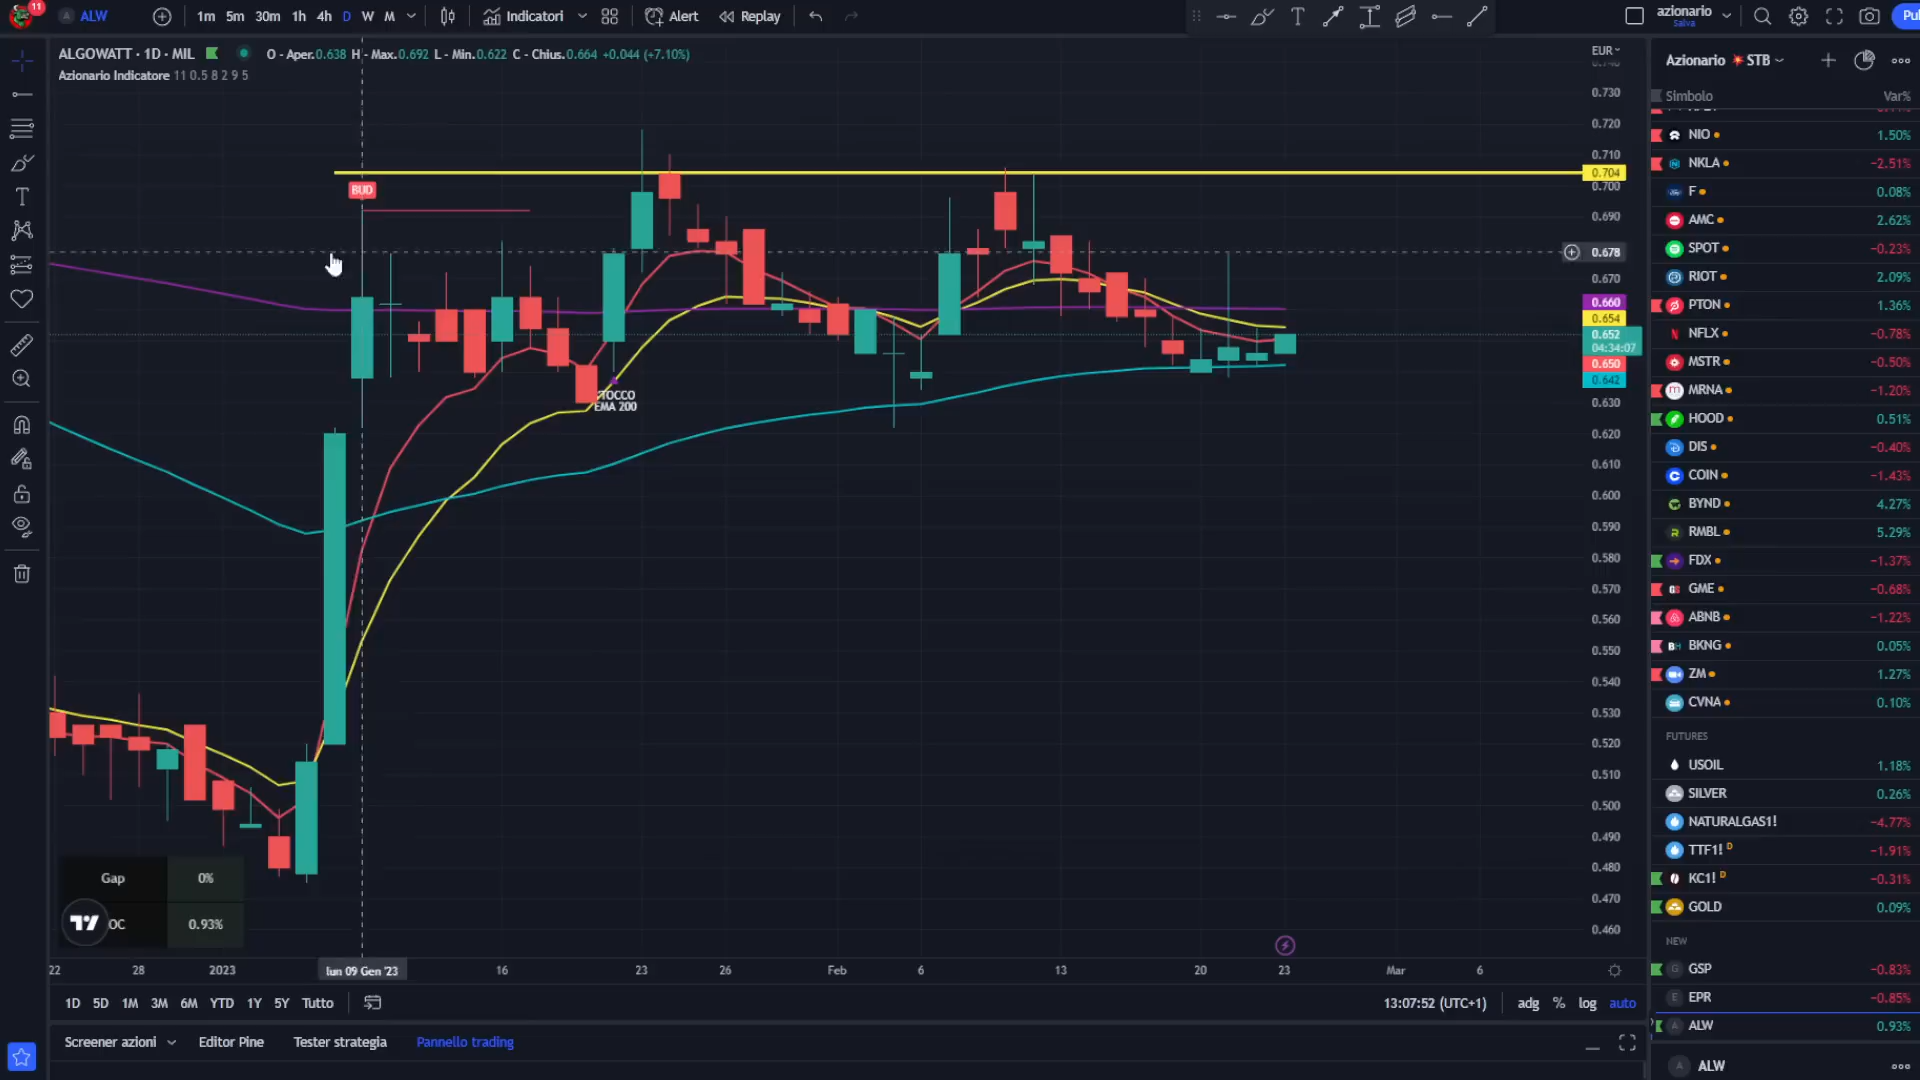 11
ALW
1m 5m 30m 1h 4h D W M
Indicatori
Alert
Replay
azionario
Salva
Pu
ALGOWATT · 1D · MIL
O - Aper.0.638 H - Max.0.692 L - Min.0.622 C - Chius.0.664 +0.044 (+7.10%)
Azionario Indicatore 11 0.5 8 2 9 5
EUR
0.730
0.720
0.710
0.704
0.700
0.690
0.678
0.670
0.660
0.654
0.652
04:34:07
0.650
0.642
0.630
0.620
0.610
0.600
0.590
0.580
0.570
0.560
0.550
0.540
0.530
0.520
0.510
0.500
0.490
0.480
0.470
0.460
BUD
TOCCO
EMA 200
Gap 0%
OC 0.93%
22 28 2023 lun 09 Gen '23 16 23 26 Feb 6 13 20 23 Mar 6
1D 5D 1M 3M 6M YTD 1Y 5Y Tutto
13:07:52 (UTC+1)
adg % log auto
Screener azioni
Editor Pine
Tester strategia
Pannello trading
Azionario STB
Simbolo Var%
NIO 1.50%
NKLA −2.51%
F 0.08%
AMC 2.62%
SPOT −0.23%
RIOT 2.09%
PTON 1.36%
NFLX −0.78%
MSTR −0.50%
MRNA −1.20%
HOOD 0.51%
DIS −0.40%
COIN −1.43%
BYND 4.27%
RMBL 5.29%
FDX −1.37%
GME −0.68%
ABNB −1.22%
BKNG 0.05%
ZM 1.27%
CVNA 0.10%
FUTURES
USOIL 1.18%
SILVER 0.26%
NATURALGAS1! −4.77%
TTF1! D −1.91%
KC1! D −0.31%
GOLD 0.09%
NEW
GSP −0.83%
EPR −0.85%
ALW 0.93%
ALW